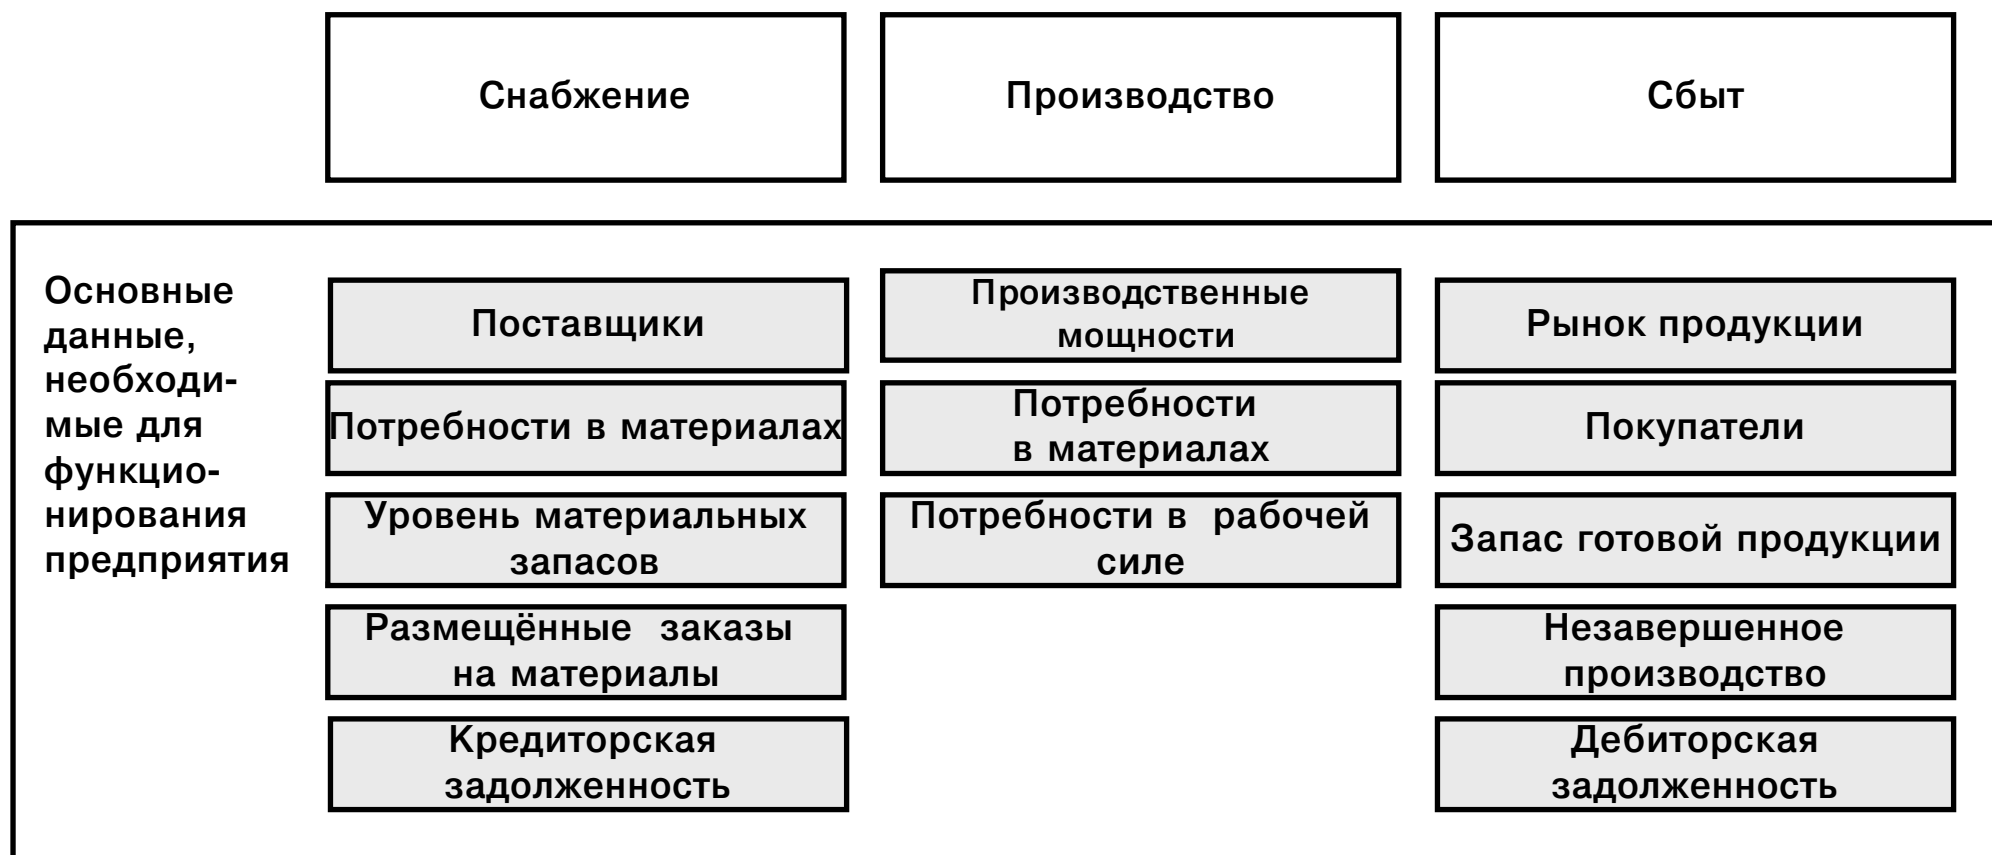 Снабжение
Производство
Сбыт
Основные
данные,
необходи-
мые для
функцио-
нирования
предприятия
Поставщики
Потребности в материалах
Уровень материальных
запасов
Размещённые заказы
на материалы
Кредиторская
задолженность
Производственные
мощности
Потребности
в материалах
Потребности в рабочей
силе
Рынок продукции
Покупатели
Запас готовой продукции
Незавершенное
производство
Дебиторская
задолженность